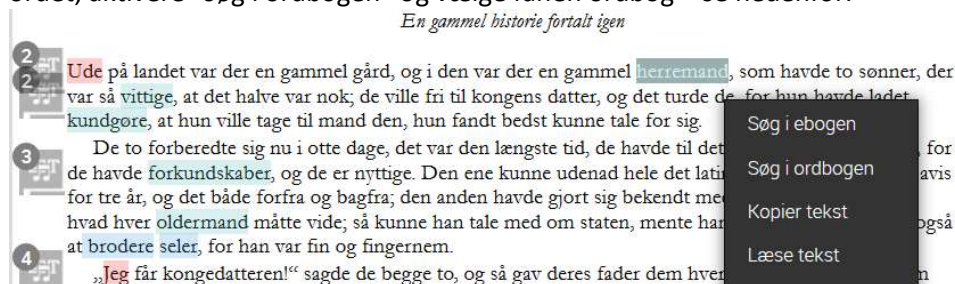 ordet, aktivere "Søg i ordbogen" og vælge fanen ordbog – se nedenfor:
En gammel historie fortalt igen
2
2
Ude på landet var der en gammel gård, og i den var der en gammel herremand, som havde to sønner, der
var så vittige, at det halve var nok; de ville fri til kongens datter, og det turde de, for hun havde ladet
kundgøre, at hun ville tage til mand den, hun fandt bedst kunne tale for sig.
3
De to forberedte sig nu i otte dage, det var den længste tid, de havde til det , for
de havde forkundskaber, og de er nyttige. Den ene kunne udenad hele det avis
for tre år, og det både forfra og bagfra; den anden havde gjort sig bekendt
hvad hver oldermand måtte vide; så kunne han tale med om staten, mente også
at brodere seler, for han var fin og fingernem.
4
„Jeg får kongedatteren!“ sagde de begge to, og så gav deres fader dem hver
Søg i ebogen
Søg i ordbogen
Kopier tekst
Læse tekst